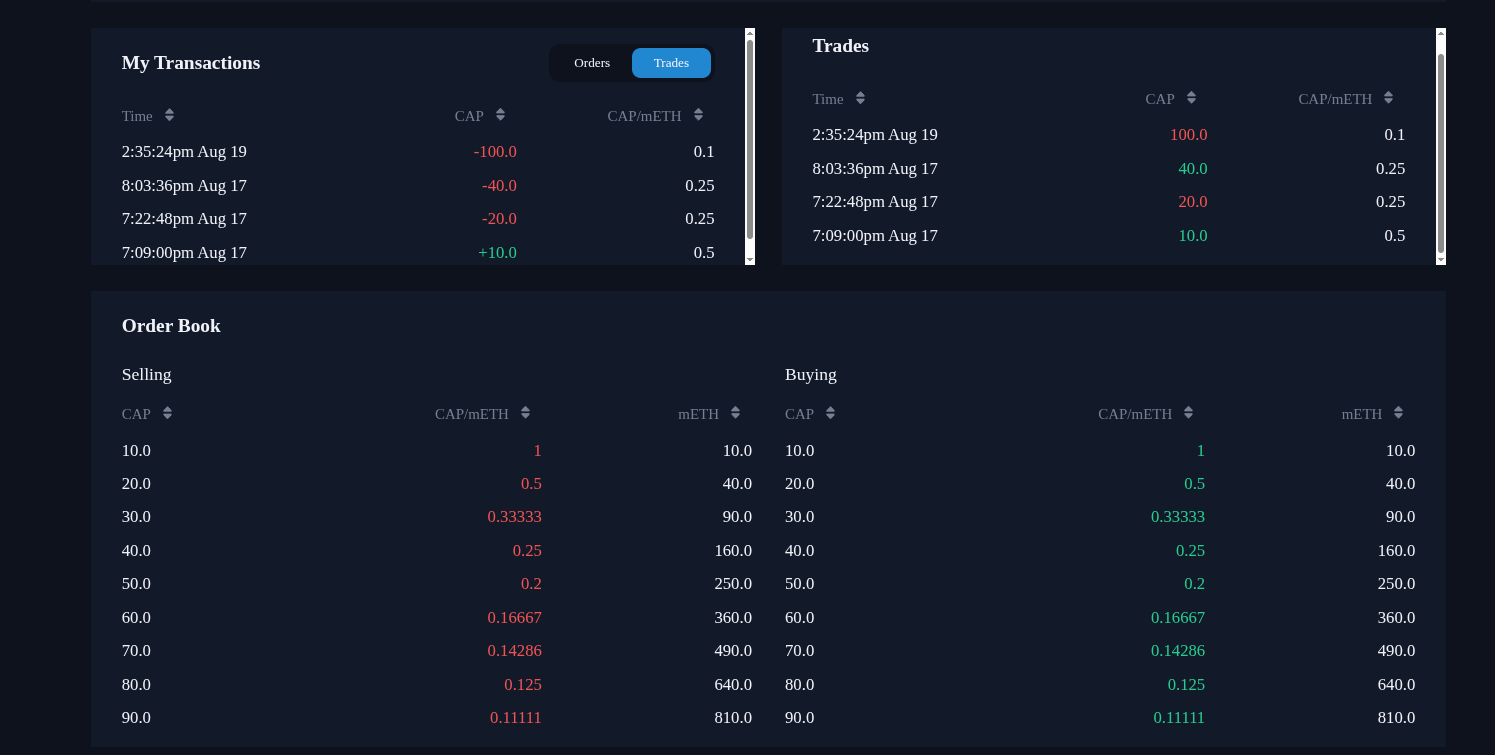 My Transactions
Orders Trades
Time CAP CAP/mETH
2:35:24pm Aug 19 -100.0 0.1
8:03:36pm Aug 17 -40.0 0.25
7:22:48pm Aug 17 -20.0 0.25
7:09:00pm Aug 17 +10.0 0.5
Trades
Time CAP CAP/mETH
2:35:24pm Aug 19 100.0 0.1
8:03:36pm Aug 17 40.0 0.25
7:22:48pm Aug 17 20.0 0.25
7:09:00pm Aug 17 10.0 0.5
Order Book
Selling
CAP CAP/mETH mETH
10.0 1 10.0
20.0 0.5 40.0
30.0 0.33333 90.0
40.0 0.25 160.0
50.0 0.2 250.0
60.0 0.16667 360.0
70.0 0.14286 490.0
80.0 0.125 640.0
90.0 0.11111 810.0
Buying
CAP CAP/mETH mETH
10.0 1 10.0
20.0 0.5 40.0
30.0 0.33333 90.0
40.0 0.25 160.0
50.0 0.2 250.0
60.0 0.16667 360.0
70.0 0.14286 490.0
80.0 0.125 640.0
90.0 0.11111 810.0